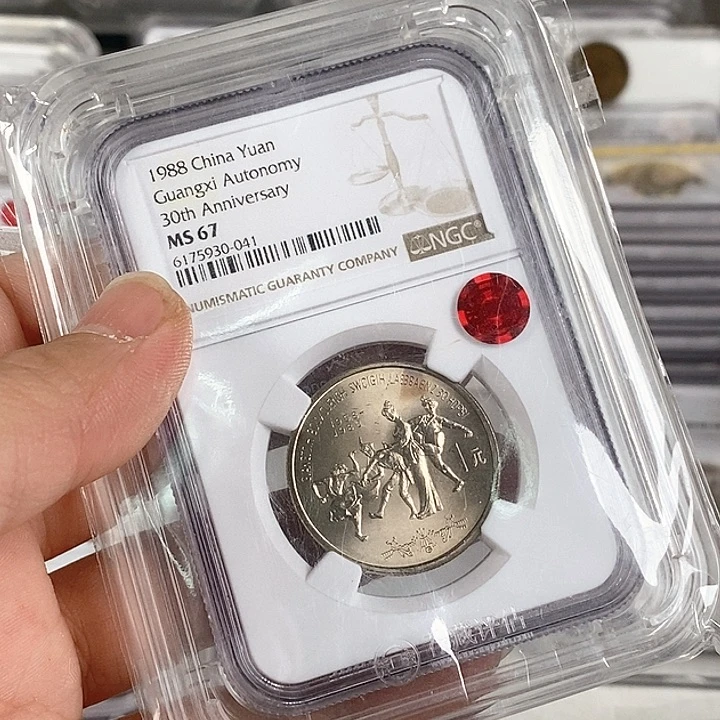 1988 China Yuan
Guangxi Autonomy
30th Anniversary
MS 67
6175930-041
NGC
NUMISMATIC GUARANTY COMPANY
1元